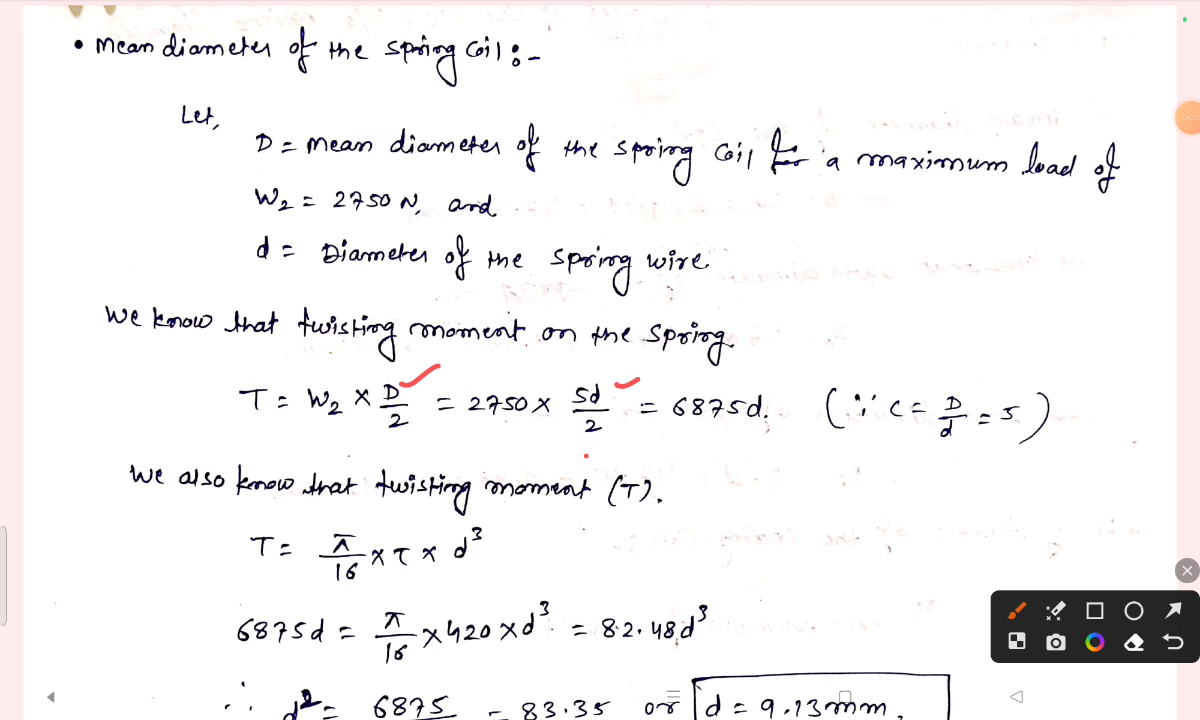 • Mean diameter of the spring coil :-
Let,
D = Mean diameter of the spring coil for a maximum load of
W₂ = 2750 N, and
d = Diameter of the spring wire.
We know that twisting moment on the spring.
T = W₂ × D/2 = 2750 × 5d/2 = 6875d. (∵ C = D/d = 5)
We also know that twisting moment (T).
T = π/16 × τ × d³
6875d = π/16 × 420 × d³ = 82.48d³
∴ d² = 6875/ = 83.35 or d = 9.13mm.